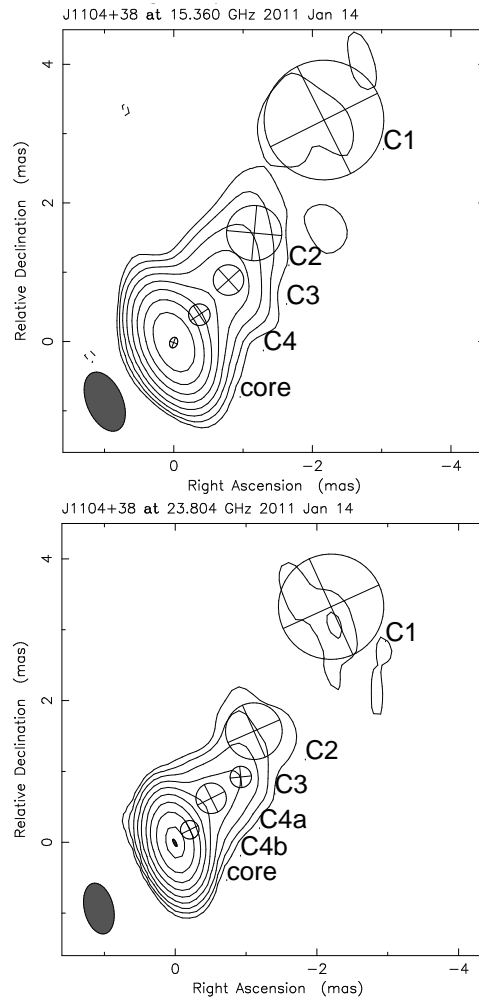 J1104+38 at 15.360 GHz 2011 Jan 14
4
2
0
Relative Declination (mas)
C1
C2
C3
C4
core
0 −2 −4
Right Ascension (mas)
J1104+38 at 23.804 GHz 2011 Jan 14
4
2
0
Relative Declination (mas)
C1
C2
C3
C4a
C4b
core
0 −2 −4
Right Ascension (mas)